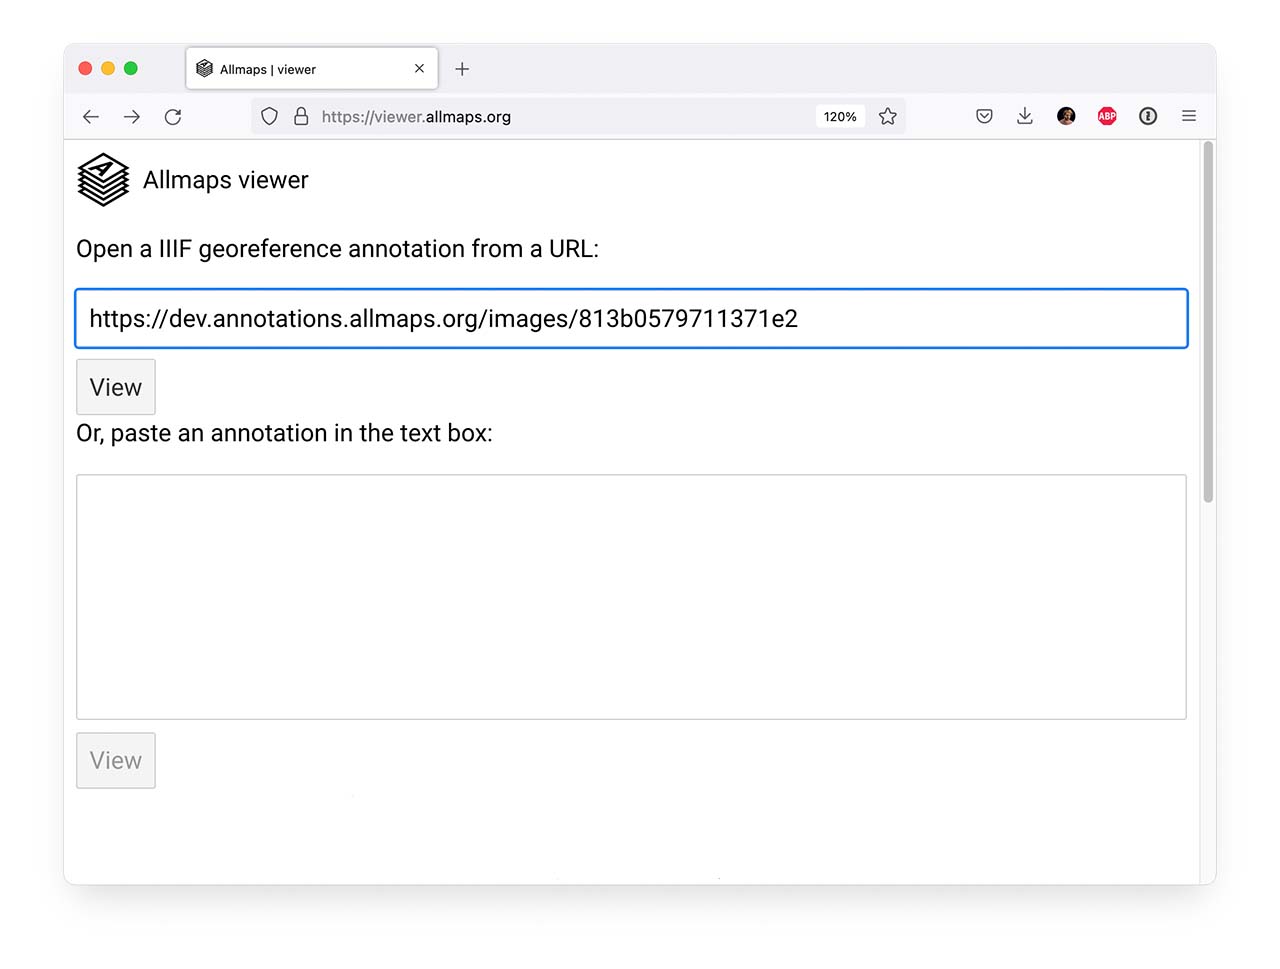 Allmaps | viewer
https://viewer.allmaps.org
120%
ABP
Allmaps viewer
Open a IIIF georeference annotation from a URL:
https://dev.annotations.allmaps.org/images/813b0579711371e2
View
Or, paste an annotation in the text box:
View